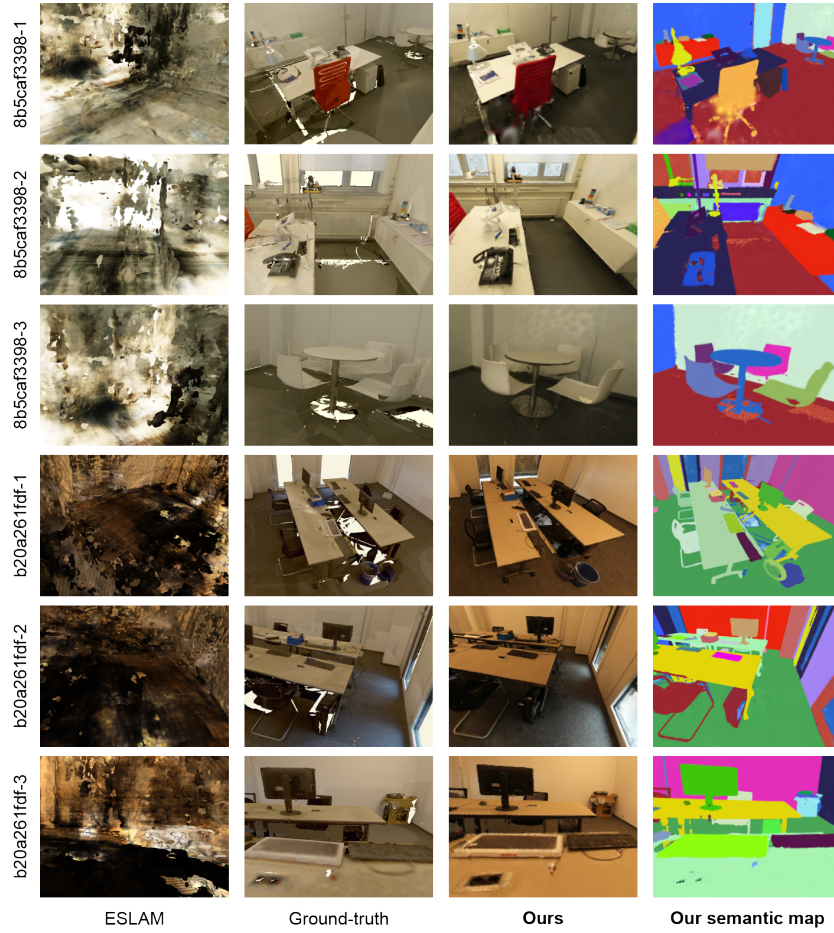 8b5caf3398-1
8b5caf3398-2
8b5caf3398-3
b20a261fdf-1
b20a261fdf-2
b20a261fdf-3
ESLAM Ground-truth Ours Our semantic map